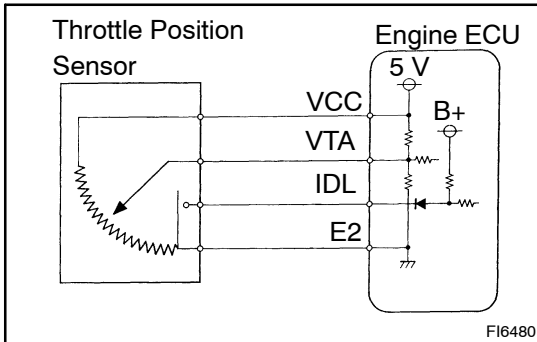 Throttle Position
Sensor
Engine ECU
5 V
B+
VCC
VTA
IDL
E2
FI6480